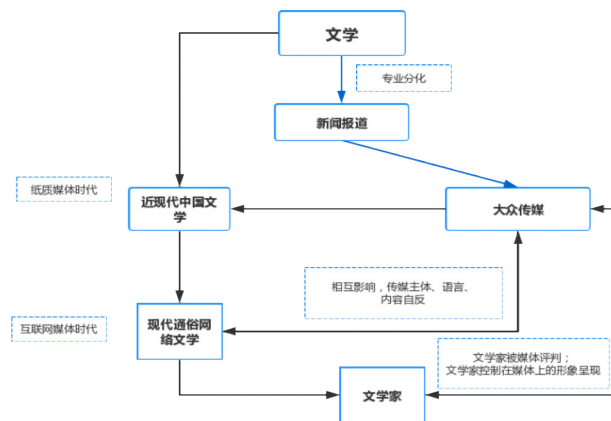 文学
专业分化
新闻报道
纸质媒体时代
近现代中国文
学
大众传媒
相互影响，传媒主体、语言、
内容自反
互联网媒体时代
现代通俗网
络文学
文学家被媒体评判；
文学家控制在媒体上的形象呈现
文学家